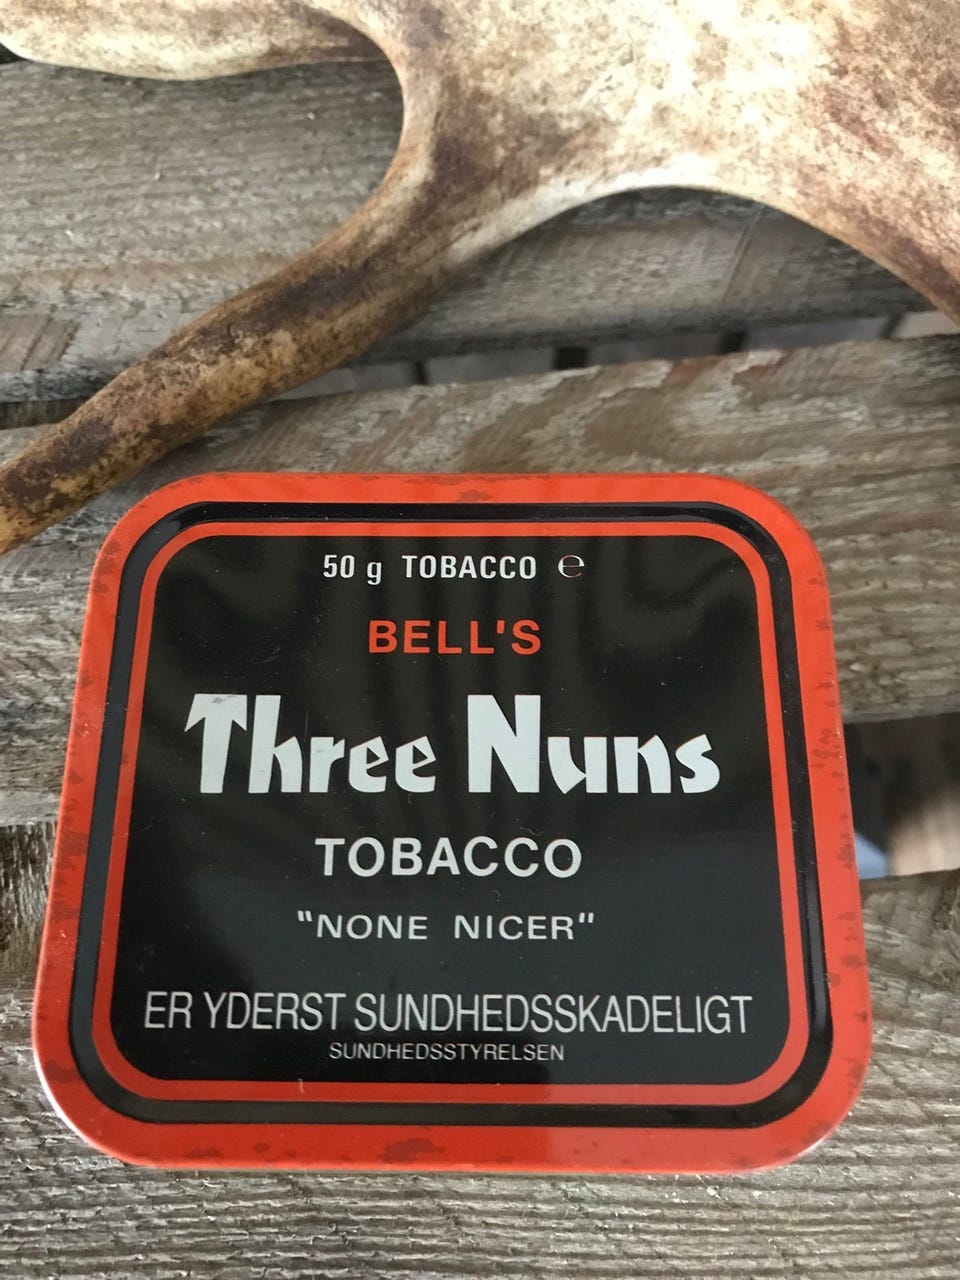 50 g TOBACCO ℮
BELL'S
Three Nuns
TOBACCO
"NONE NICER"
ER YDERST SUNDHEDSSKADELIGT
SUNDHEDSSTYRELSEN